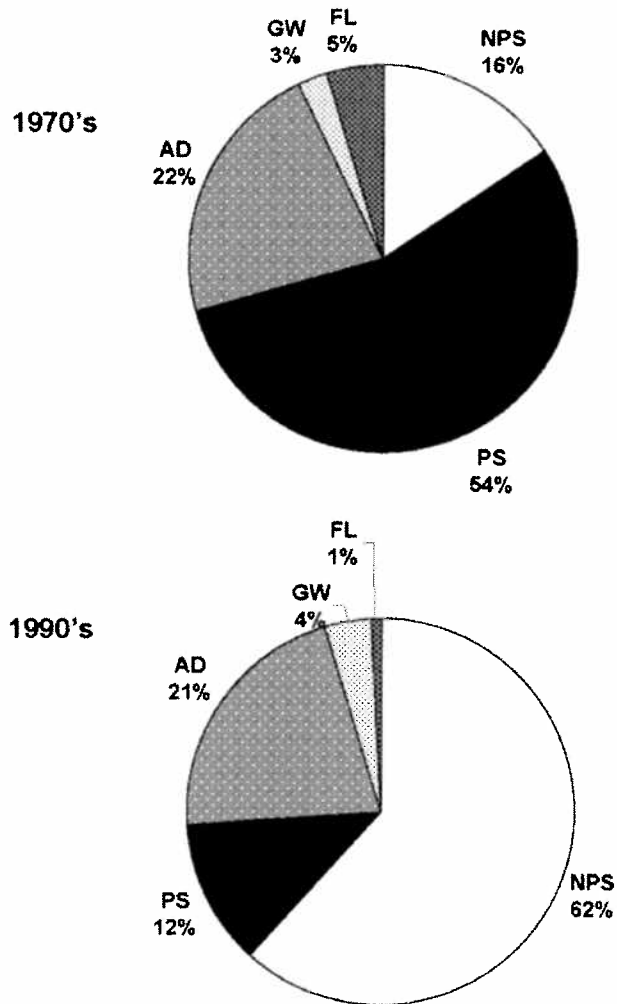 GW
3%
FL
5%
NPS
16%
1970's
AD
22%
PS
54%
FL
1%
GW
4%
1990's
AD
21%
PS
12%
NPS
62%